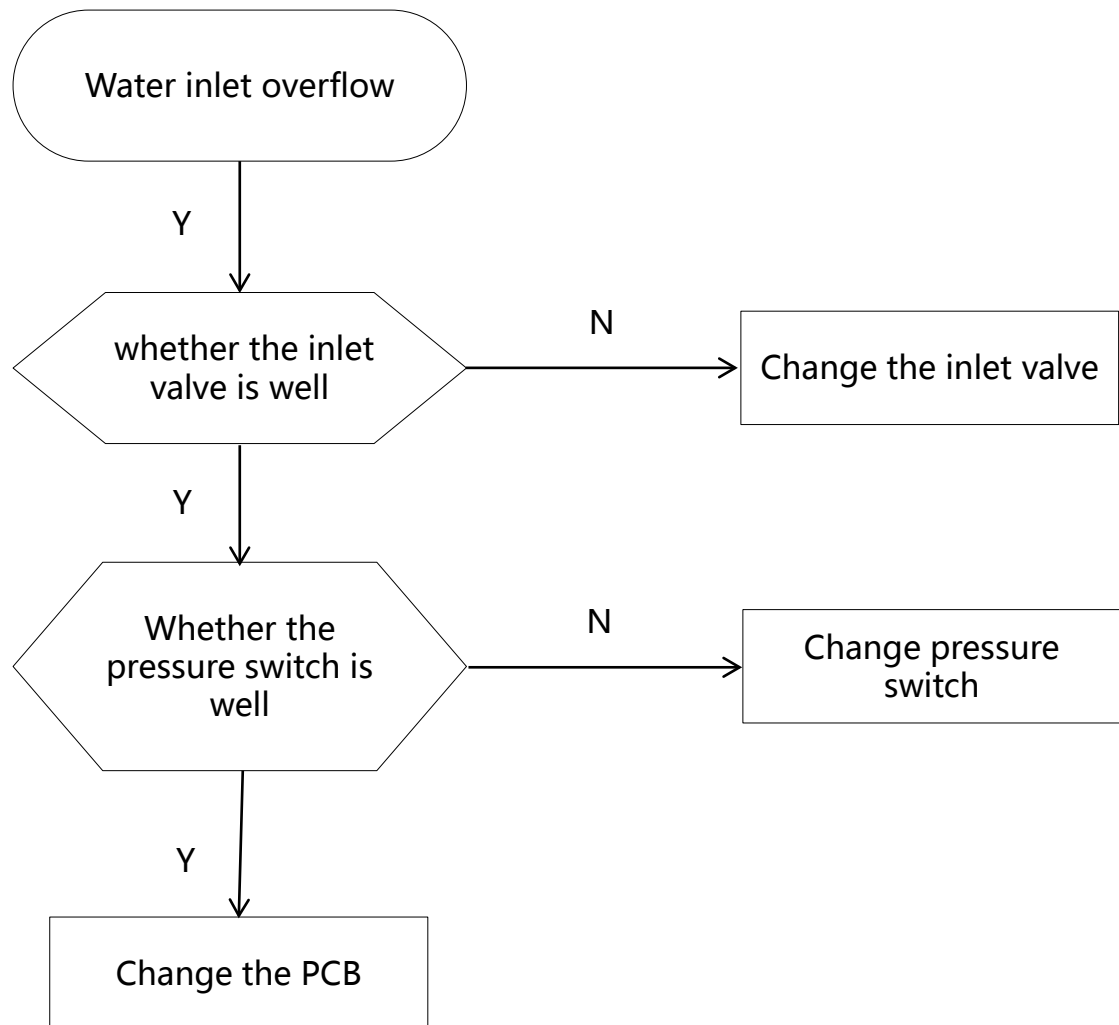 Water inlet overflow
Y
whether the inlet
valve is well
N
Change the inlet valve
Y
Whether the
pressure switch is
well
N
Change pressure
switch
Y
Change the PCB